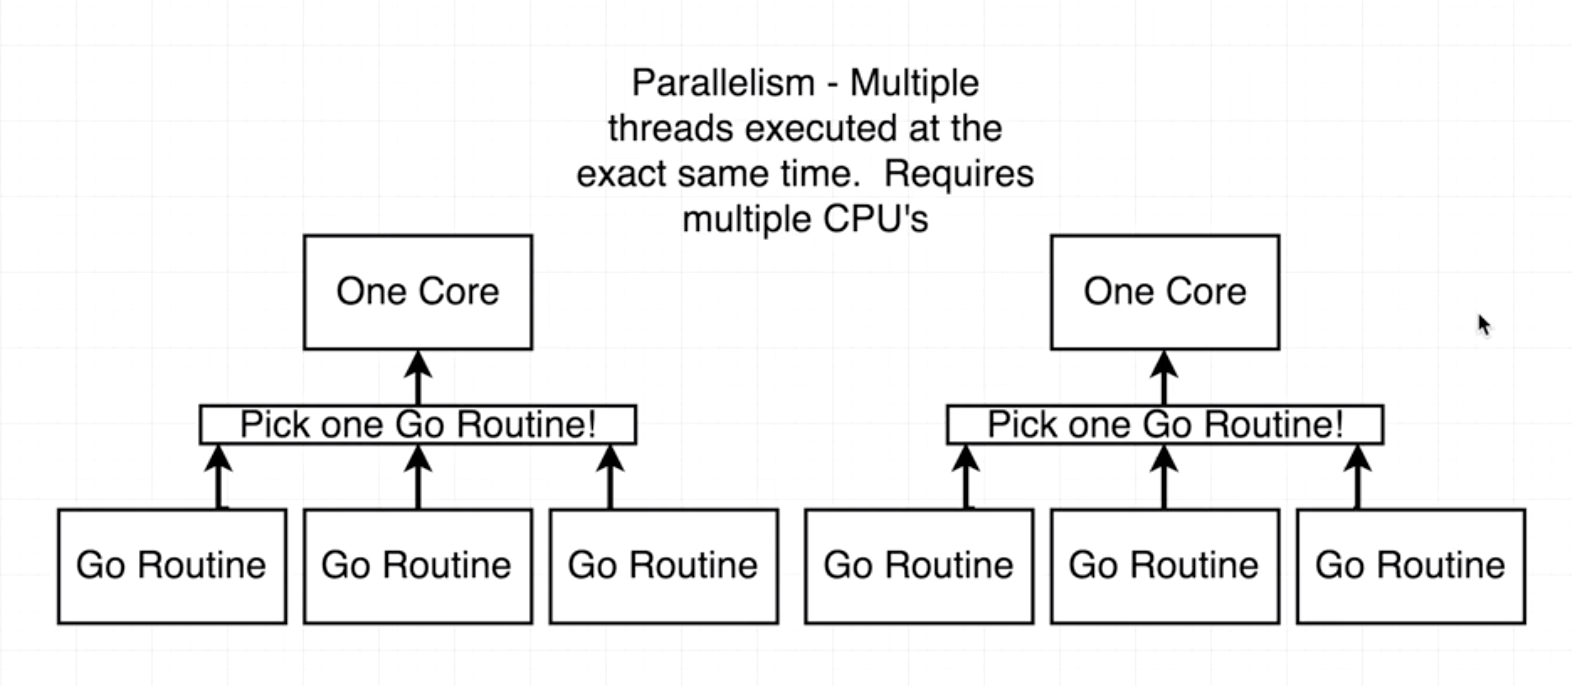 Parallelism - Multiple
threads executed at the
exact same time.  Requires
multiple CPU's
One Core
One Core
Pick one Go Routine!
Pick one Go Routine!
Go Routine
Go Routine
Go Routine
Go Routine
Go Routine
Go Routine